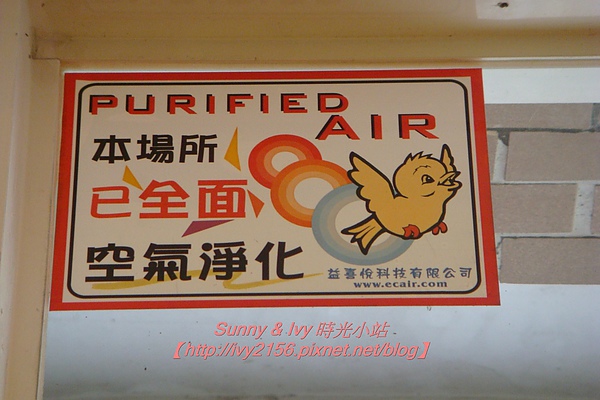 PURIFIED
AIR
本場所
已全面
空氣淨化
益喜悅科技有限公司
www.ecair.com
Sunny & Ivy 時光小站 -
【http://ivy2156.pixnet.net/blog】